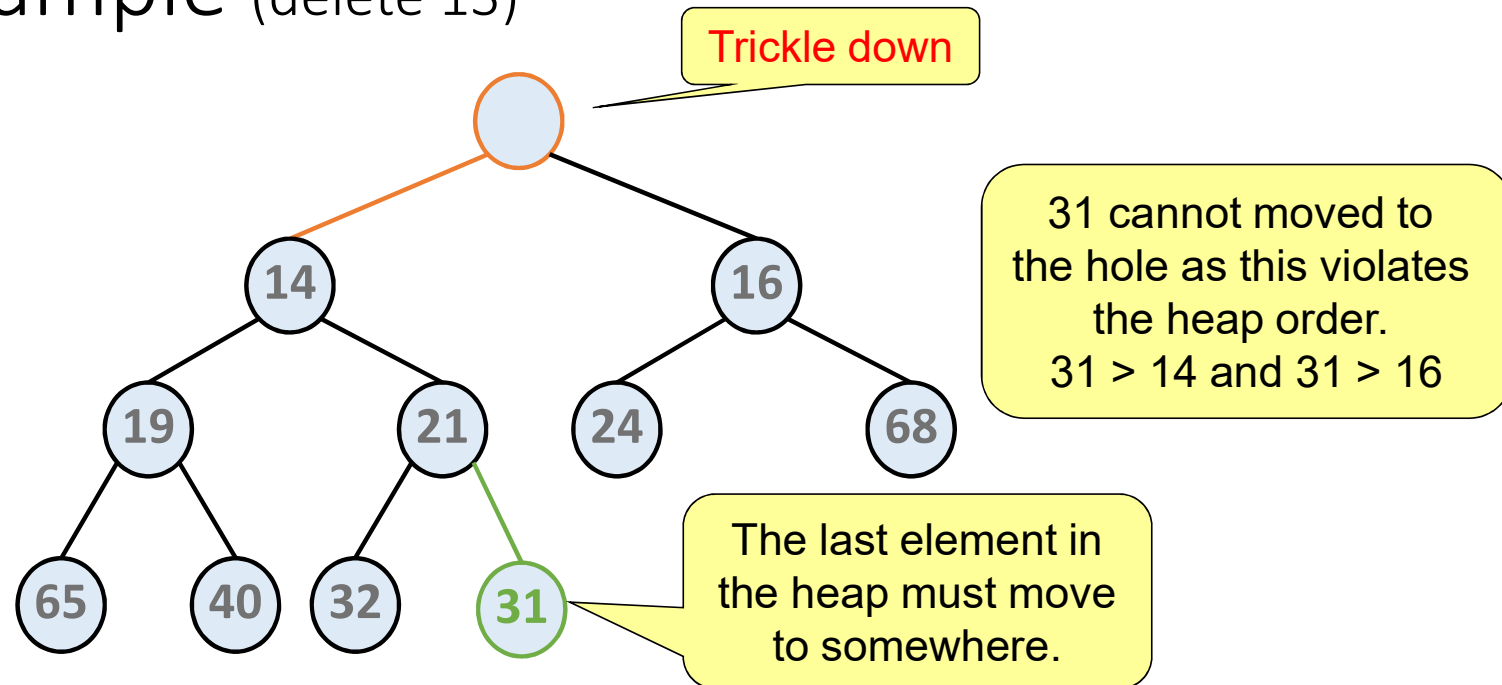 (delete 13)
Trickle down
31 cannot moved to
the hole as this violates
the heap order.
31 > 14 and 31 > 16
14
16
19
21
24
68
65
40
32
31
The last element in
the heap must move
to somewhere.